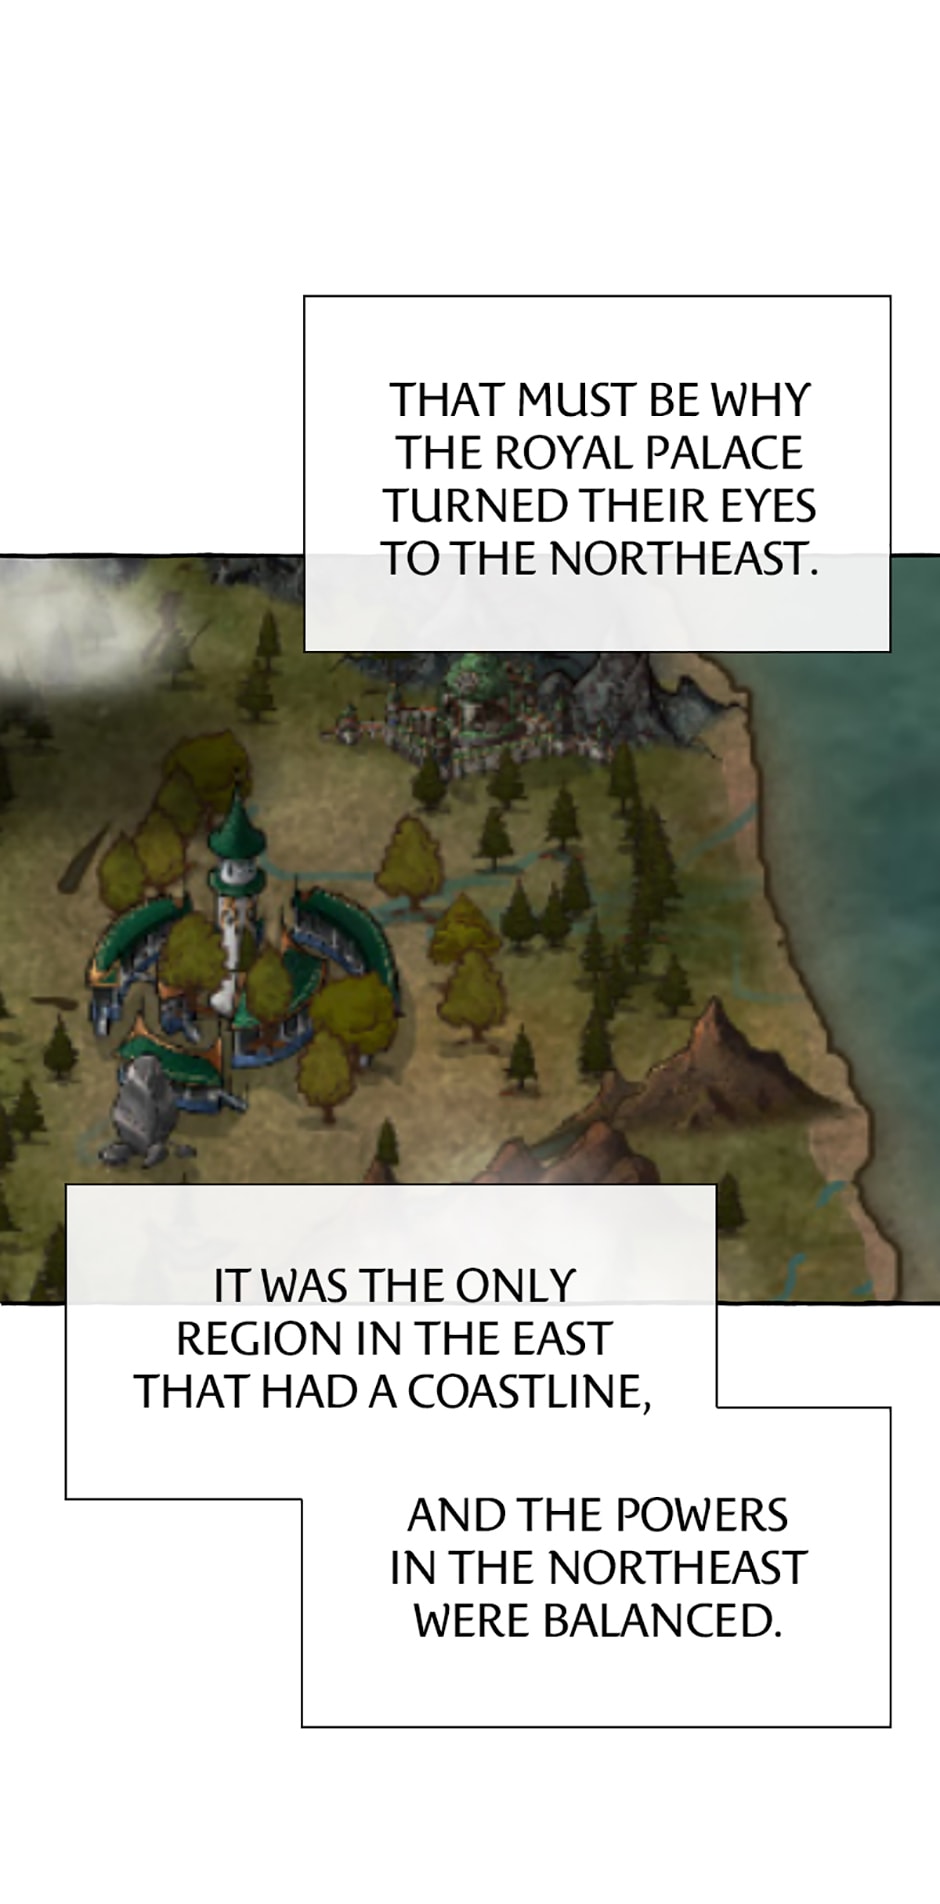 THAT MUST BE WHY
THE ROYAL PALACE
TURNED THEIR EYES
TO THE NORTHEAST.
IT WAS THE ONLY
REGION IN THE EAST
THAT HAD A COASTLINE,
AND THE POWERS
IN THE NORTHEAST
WERE BALANCED.